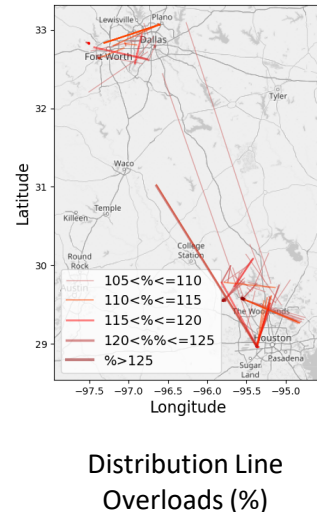 Lewisville
Plano
33
Dallas
Fort Worth
32
Tyler
Waco
31
Temple
Killeen
College
Station
Round
Rock
30
Austin
105<%<=110
110<%<=115
115<%<=120
120<%%<=125
%>125
The Woodlands
Houston
29
Pasadena
Sugar
Land
Latitude
−97.5 −97.0 −96.5 −96.0 −95.5 −95.0
Longitude
Distribution Line
Overloads (%)